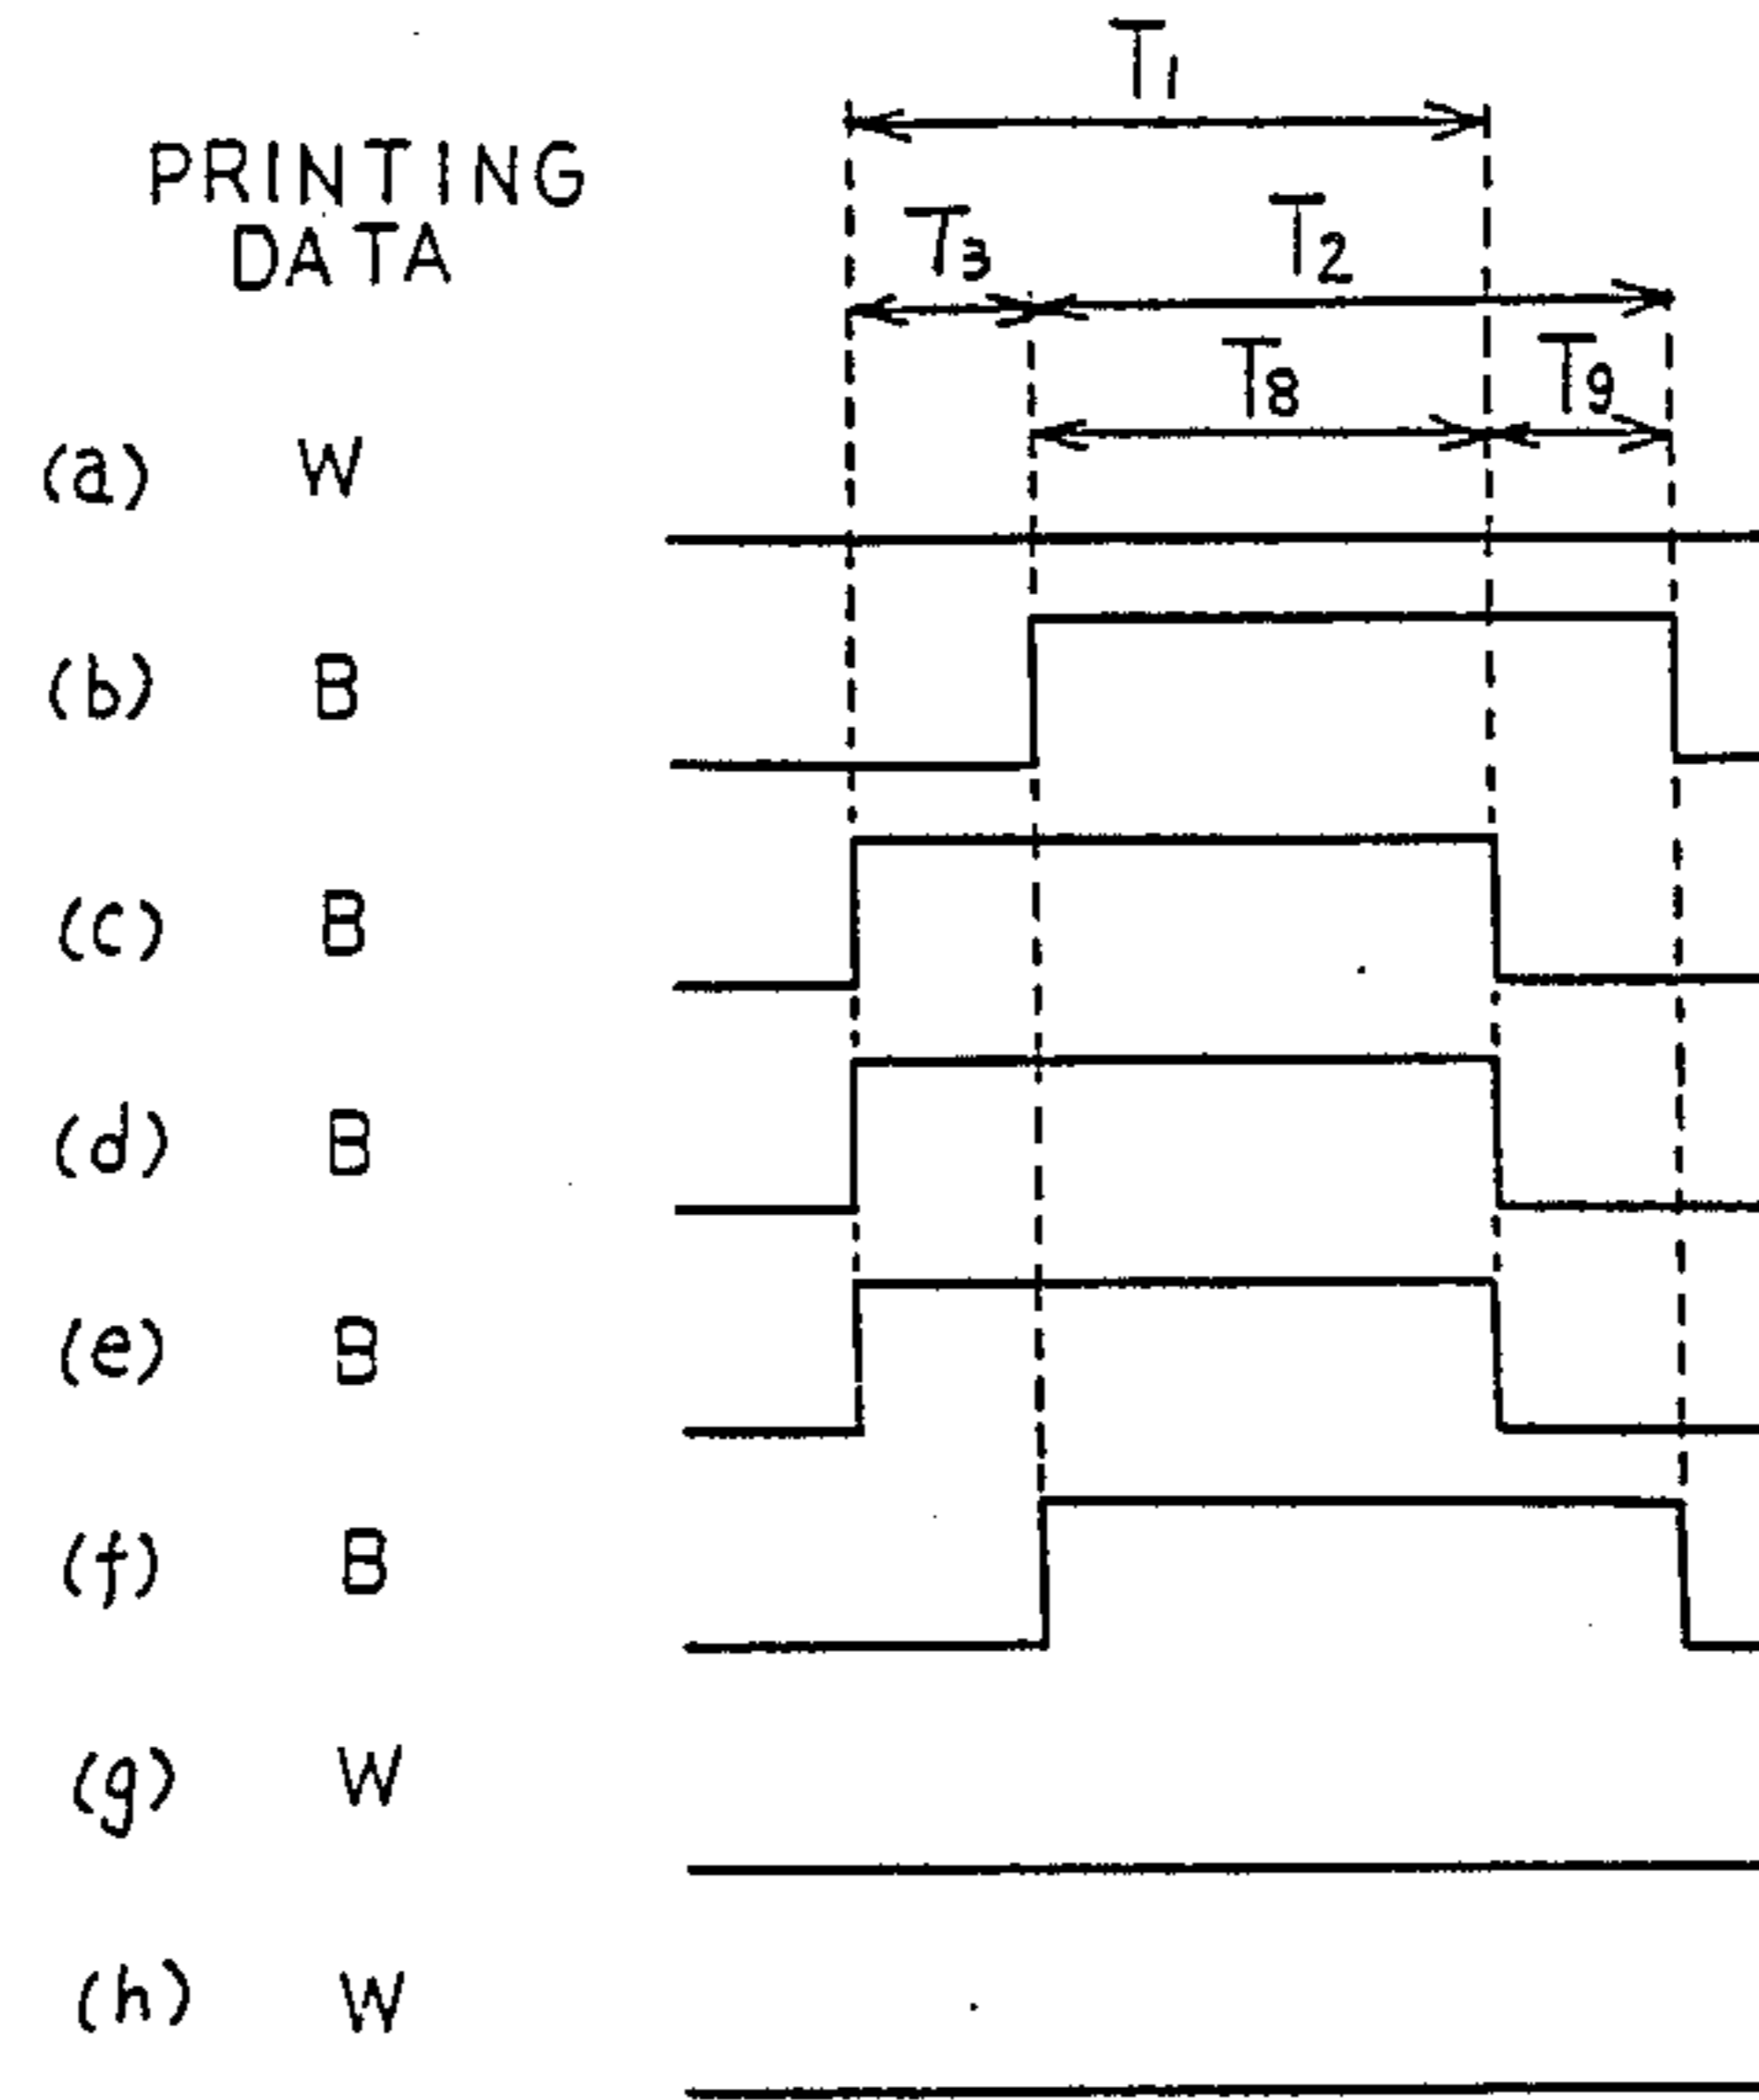 T1
PRINTING
DATA
T3 T2
T8 T9
(a) W
(b) B
(c) B
(d) B
(e) B
(f) B
(g) W
(h) W